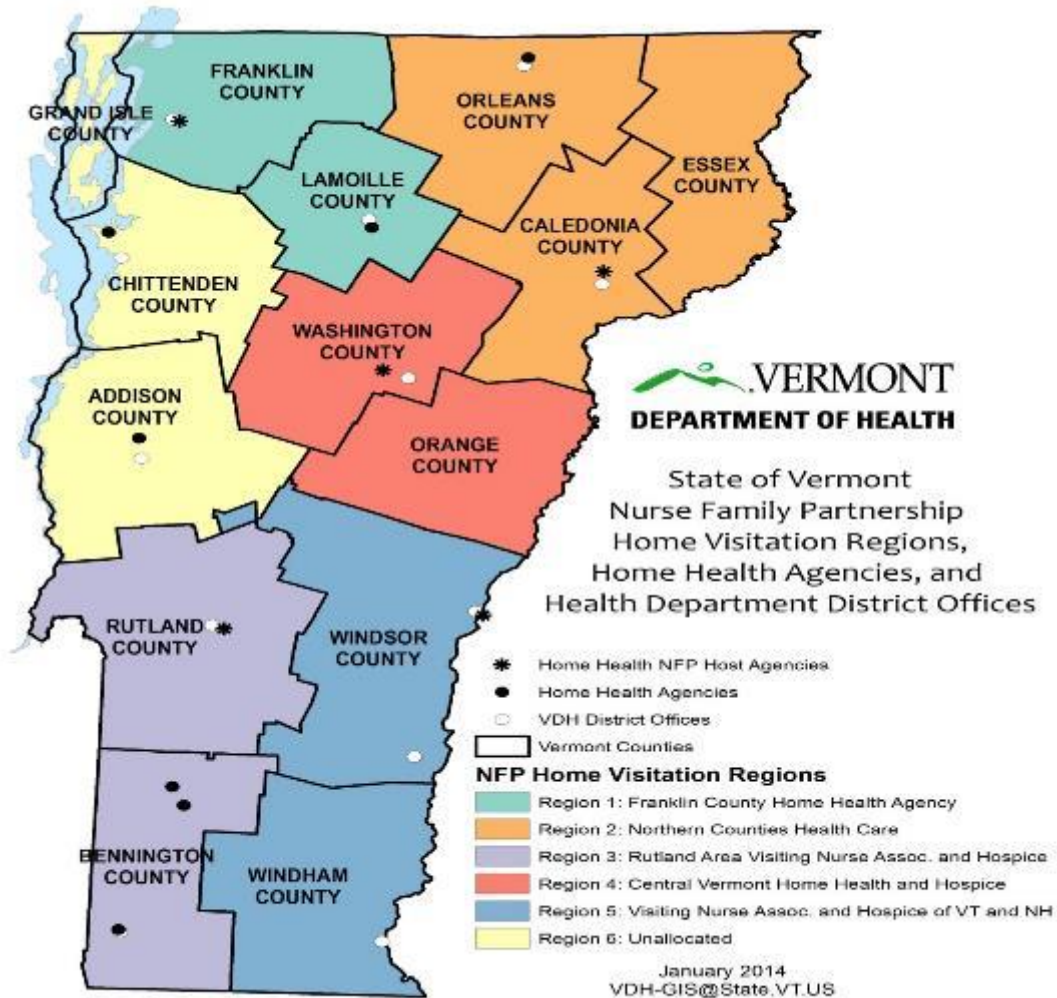 FRANKLIN
COUNTY
ORLEANS
COUNTY
GRAND ISLE
COUNTY
ESSEX
COUNTY
LAMOILLE
COUNTY
CALEDONIA
COUNTY
CHITTENDEN
COUNTY
WASHINGTON
COUNTY
ADDISON
COUNTY
ORANGE
COUNTY
RUTLAND
COUNTY
WINDSOR
COUNTY
BENNINGTON
COUNTY
WINDHAM
COUNTY
VERMONT
DEPARTMENT OF HEALTH
State of Vermont
Nurse Family Partnership
Home Visitation Regions,
Home Health Agencies, and
Health Department District Offices
Home Health NFP Host Agencies
Home Health Agencies
VDH District Offices
Vermont Counties
NFP Home Visitation Regions
Region 1: Franklin County Home Health Agency
Region 2: Northern Counties Health Care
Region 3: Rutland Area Visiting Nurse Assoc. and Hospice
Region 4: Central Vermont Home Health and Hospice
Region 5: Visiting Nurse Assoc. and Hospice of VT and NH
Region 6: Unallocated
January 2014
VDH-GIS@State.VT.US